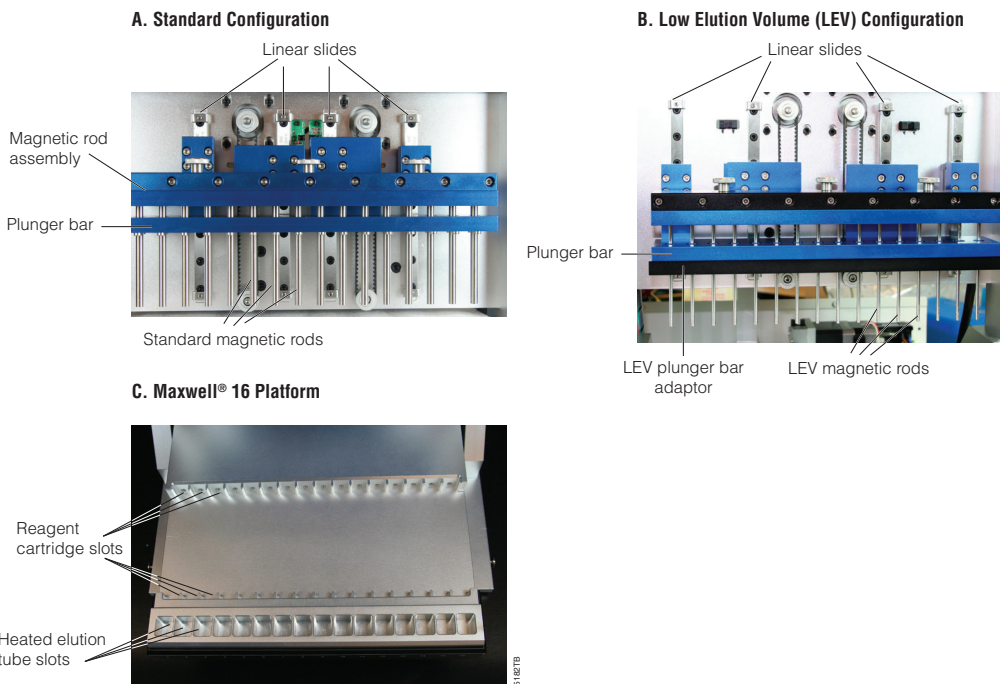 A. Standard Configuration
Linear slides
Magnetic rod
assembly
Plunger bar
Standard magnetic rods
B. Low Elution Volume (LEV) Configuration
Linear slides
Plunger bar
LEV plunger bar
adaptor
LEV magnetic rods
C. Maxwell® 16 Platform
Reagent
cartridge slots
Heated elution
tube slots
5182TB